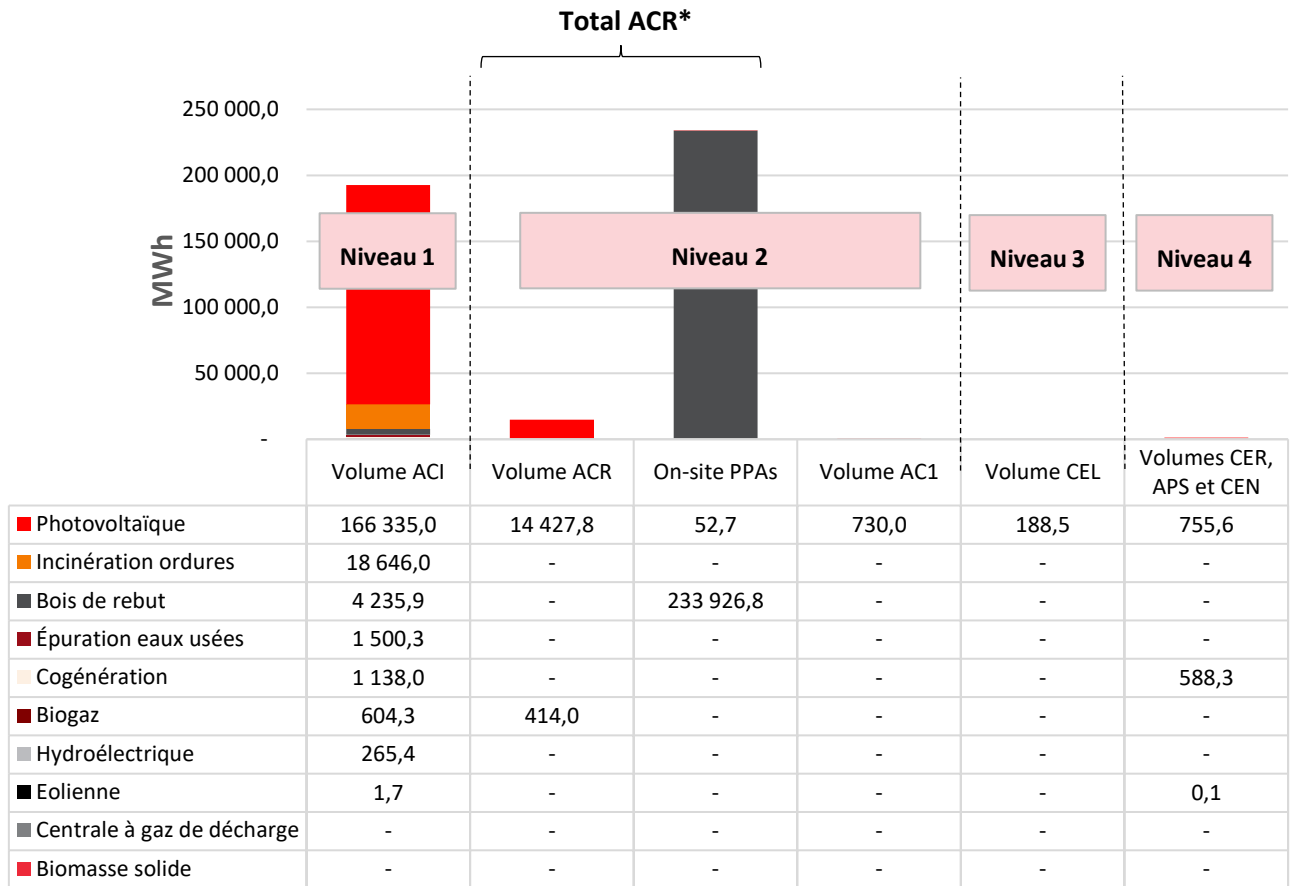 Total ACR*
250 000,0
200 000,0
150 000,0
100 000,0
50 000,0
-
MWh
Niveau 1
Niveau 2
Niveau 3
Niveau 4
Volume ACI Volume ACR On-site PPAs Volume AC1 Volume CEL Volumes CER,
APS et CEN
Photovoltaïque 166 335,0 14 427,8 52,7 730,0 188,5 755,6
Incinération ordures 18 646,0 - - - - -
Bois de rebut 4 235,9 - 233 926,8 - - -
Épuration eaux usées 1 500,3 - - - - -
Cogénération 1 138,0 - - - - 588,3
Biogaz 604,3 414,0 - - - -
Hydroélectrique 265,4 - - - - -
Eolienne 1,7 - - - - 0,1
Centrale à gaz de décharge - - - - - -
Biomasse solide - - - - - -